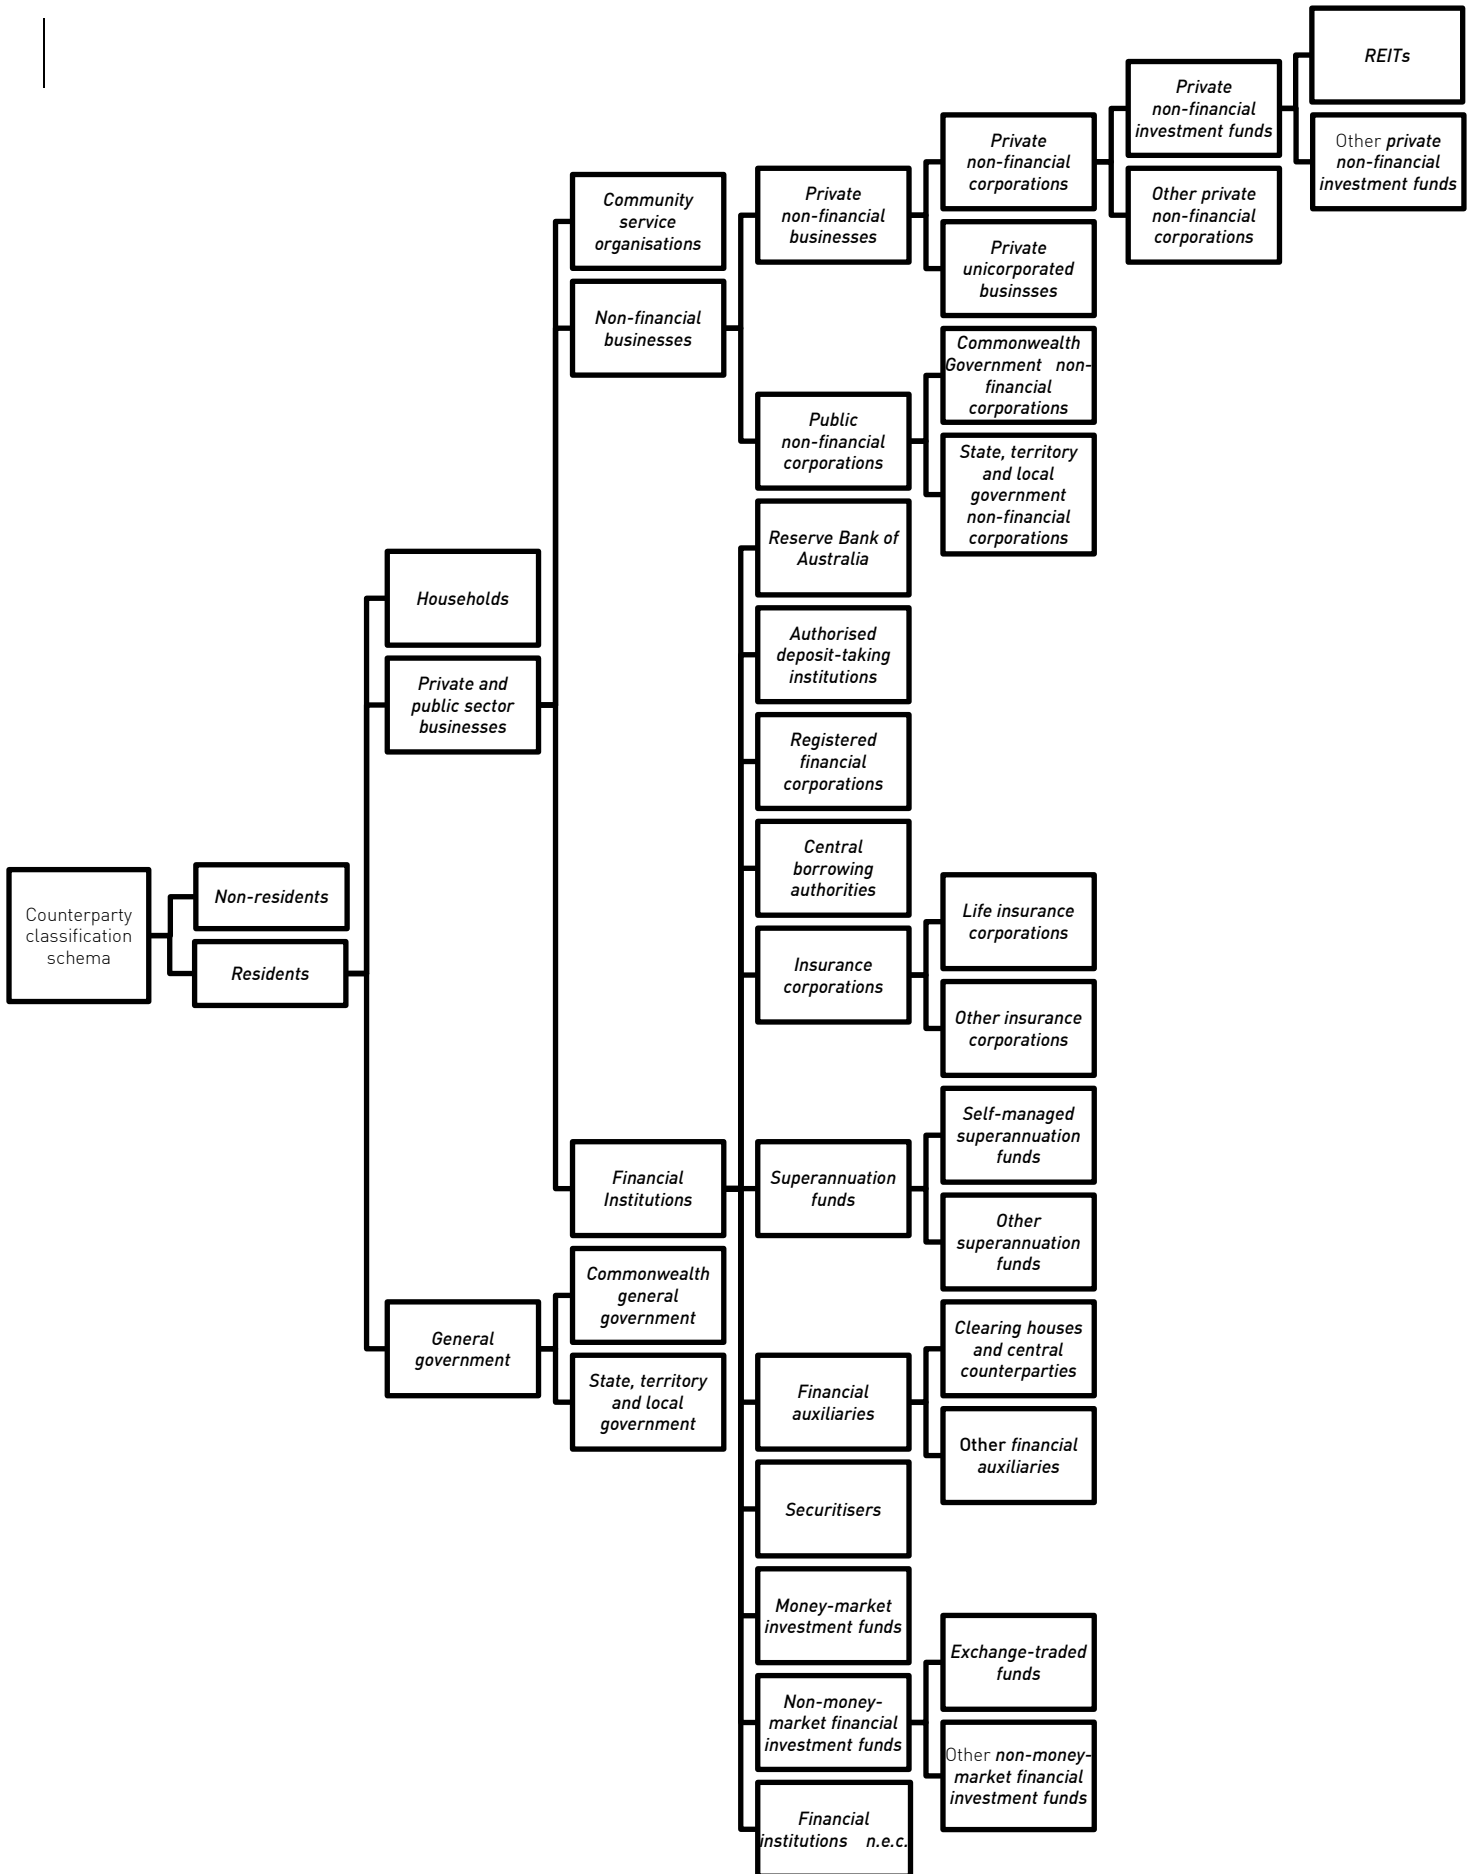 REITs
Private
non-financial
investment funds
Other private
non-financial
investment funds
Private
non-financial
corporations
Other private
non-financial
corporations
Community
service
organisations
Private
non-financial
businesses
Private
unicorporated
businsses
Non-financial
businesses
Commonwealth
Government non-
financial
corporations
Public
non-financial
corporations
State, territory
and local
government
non-financial
corporations
Reserve Bank of
Australia
Households
Authorised
deposit-taking
institutions
Private and
public sector
businesses
Registered
financial
corporations
Central
borrowing
authorities
Counterparty
classification
schema
Non-residents
Residents
Life insurance
corporations
Insurance
corporations
Other insurance
corporations
Self-managed
superannuation
funds
Financial
Institutions
Superannuation
funds
Other
superannuation
funds
Commonwealth
general
government
General
government
State, territory
and local
government
Clearing houses
and central
counterparties
Financial
auxiliaries
Other financial
auxiliaries
Securitisers
Money-market
investment funds
Exchange-traded
funds
Non-money-
market financial
investment funds
Other non-money-
market financial
investment funds
Financial
institutions n.e.c.